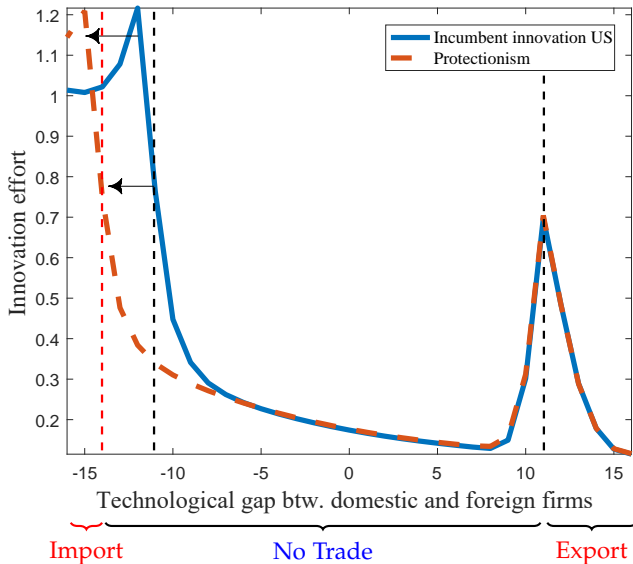 Incumbent innovation US
Protectionism
1.2
1.1
1
0.9
0.8
0.7
0.6
0.5
0.4
0.3
0.2
Innovation effort
-15 -10 -5 0 5 10 15
Technological gap btw. domestic and foreign firms
Import No Trade Export